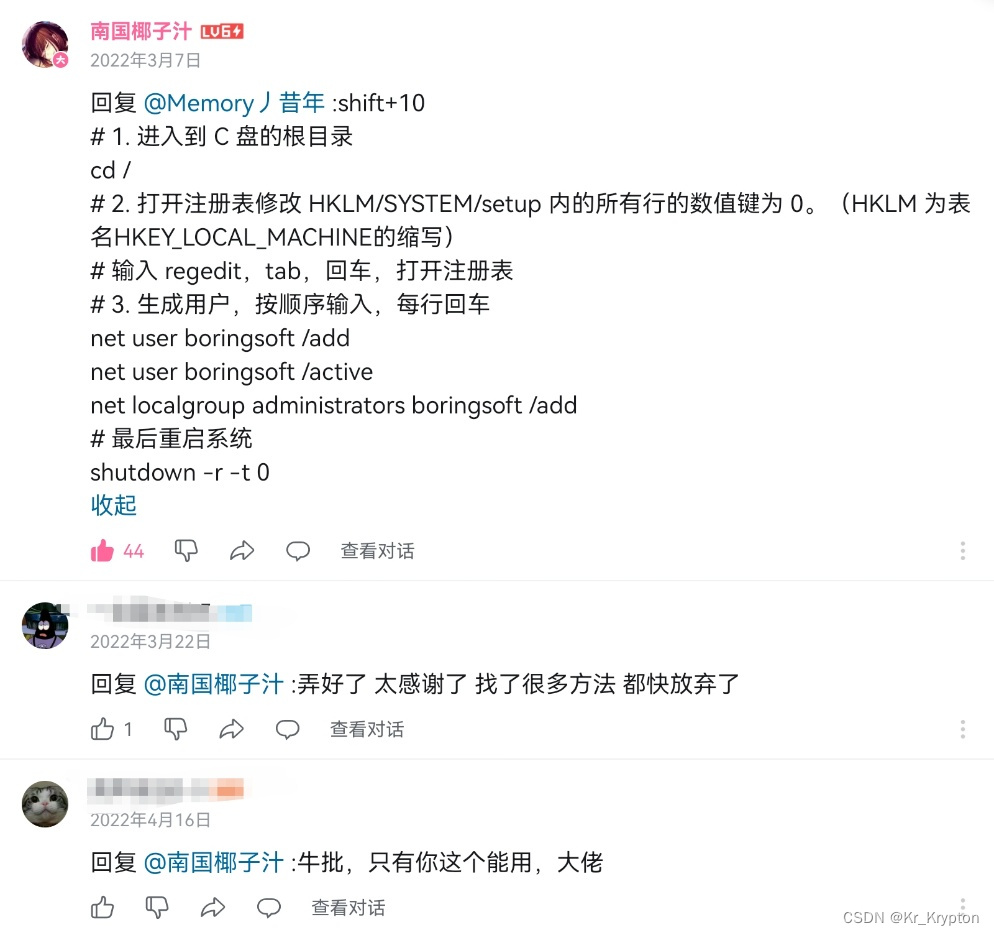 南国椰子汁 LV6
大
2022年3月7日
回复 @Memory丿昔年 :shift+10
# 1. 进入到 C 盘的根目录
cd /
# 2. 打开注册表修改 HKLM/SYSTEM/setup 内的所有行的数值键为 0。（HKLM 为表
名HKEY_LOCAL_MACHINE的缩写）
# 输入 regedit，tab，回车，打开注册表
# 3. 生成用户，按顺序输入，每行回车
net user boringsoft /add
net user boringsoft /active
net localgroup administrators boringsoft /add
# 最后重启系统
shutdown -r -t 0
收起
44 查看对话
2022年3月22日
回复 @南国椰子汁 :弄好了 太感谢了 找了很多方法 都快放弃了
1 查看对话
2022年4月16日
回复 @南国椰子汁 :牛批，只有你这个能用，大佬
查看对话
CSDN @Kr_Krypton